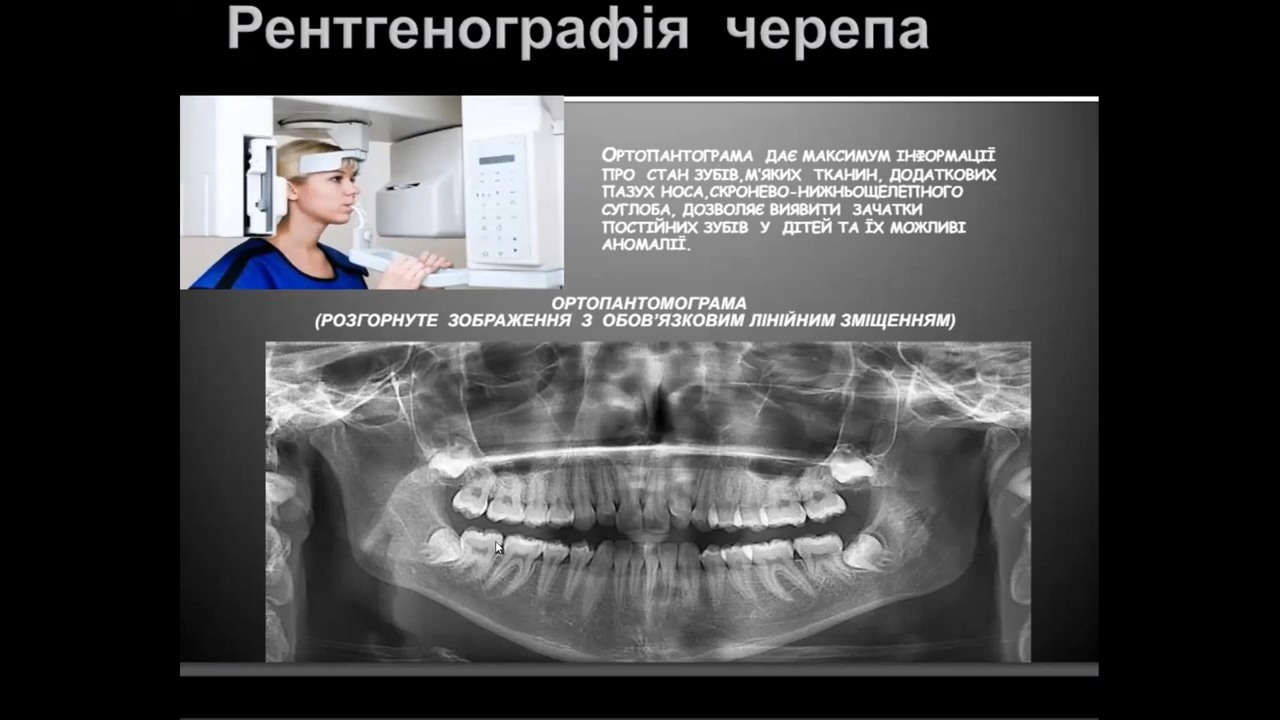 Рентгенографія черепа
ОРТОПАНТОГРАМА ДАЄ МАКСИМУМ ІНФОРМАЦІЇ
ПРО СТАН ЗУБІВ,М'ЯКИХ ТКАНИН, ДОДАТКОВИХ
ПАЗУХ НОСА,СКРОНЕВО-НИЖНЬОЩЕЛЕПНОГО
СУГЛОБА, ДОЗВОЛЯЄ ВИЯВИТИ ЗАЧАТКИ
ПОСТІЙНИХ ЗУБІВ У ДІТЕЙ ТА ЇХ МОЖЛИВІ
АНОМАЛІЇ.
ОРТОПАНТОМОГРАМА
(РОЗГОРНУТЕ ЗОБРАЖЕННЯ З ОБОВ'ЯЗКОВИМ ЛІНІЙНИМ ЗМІЩЕННЯМ)